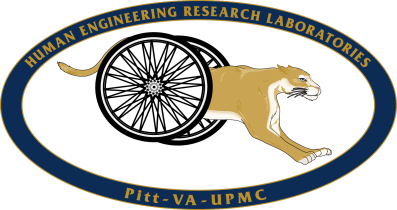 HUMAN ENGINEERING RESEARCH LABORATORIES
Pitt-VA-UPMC